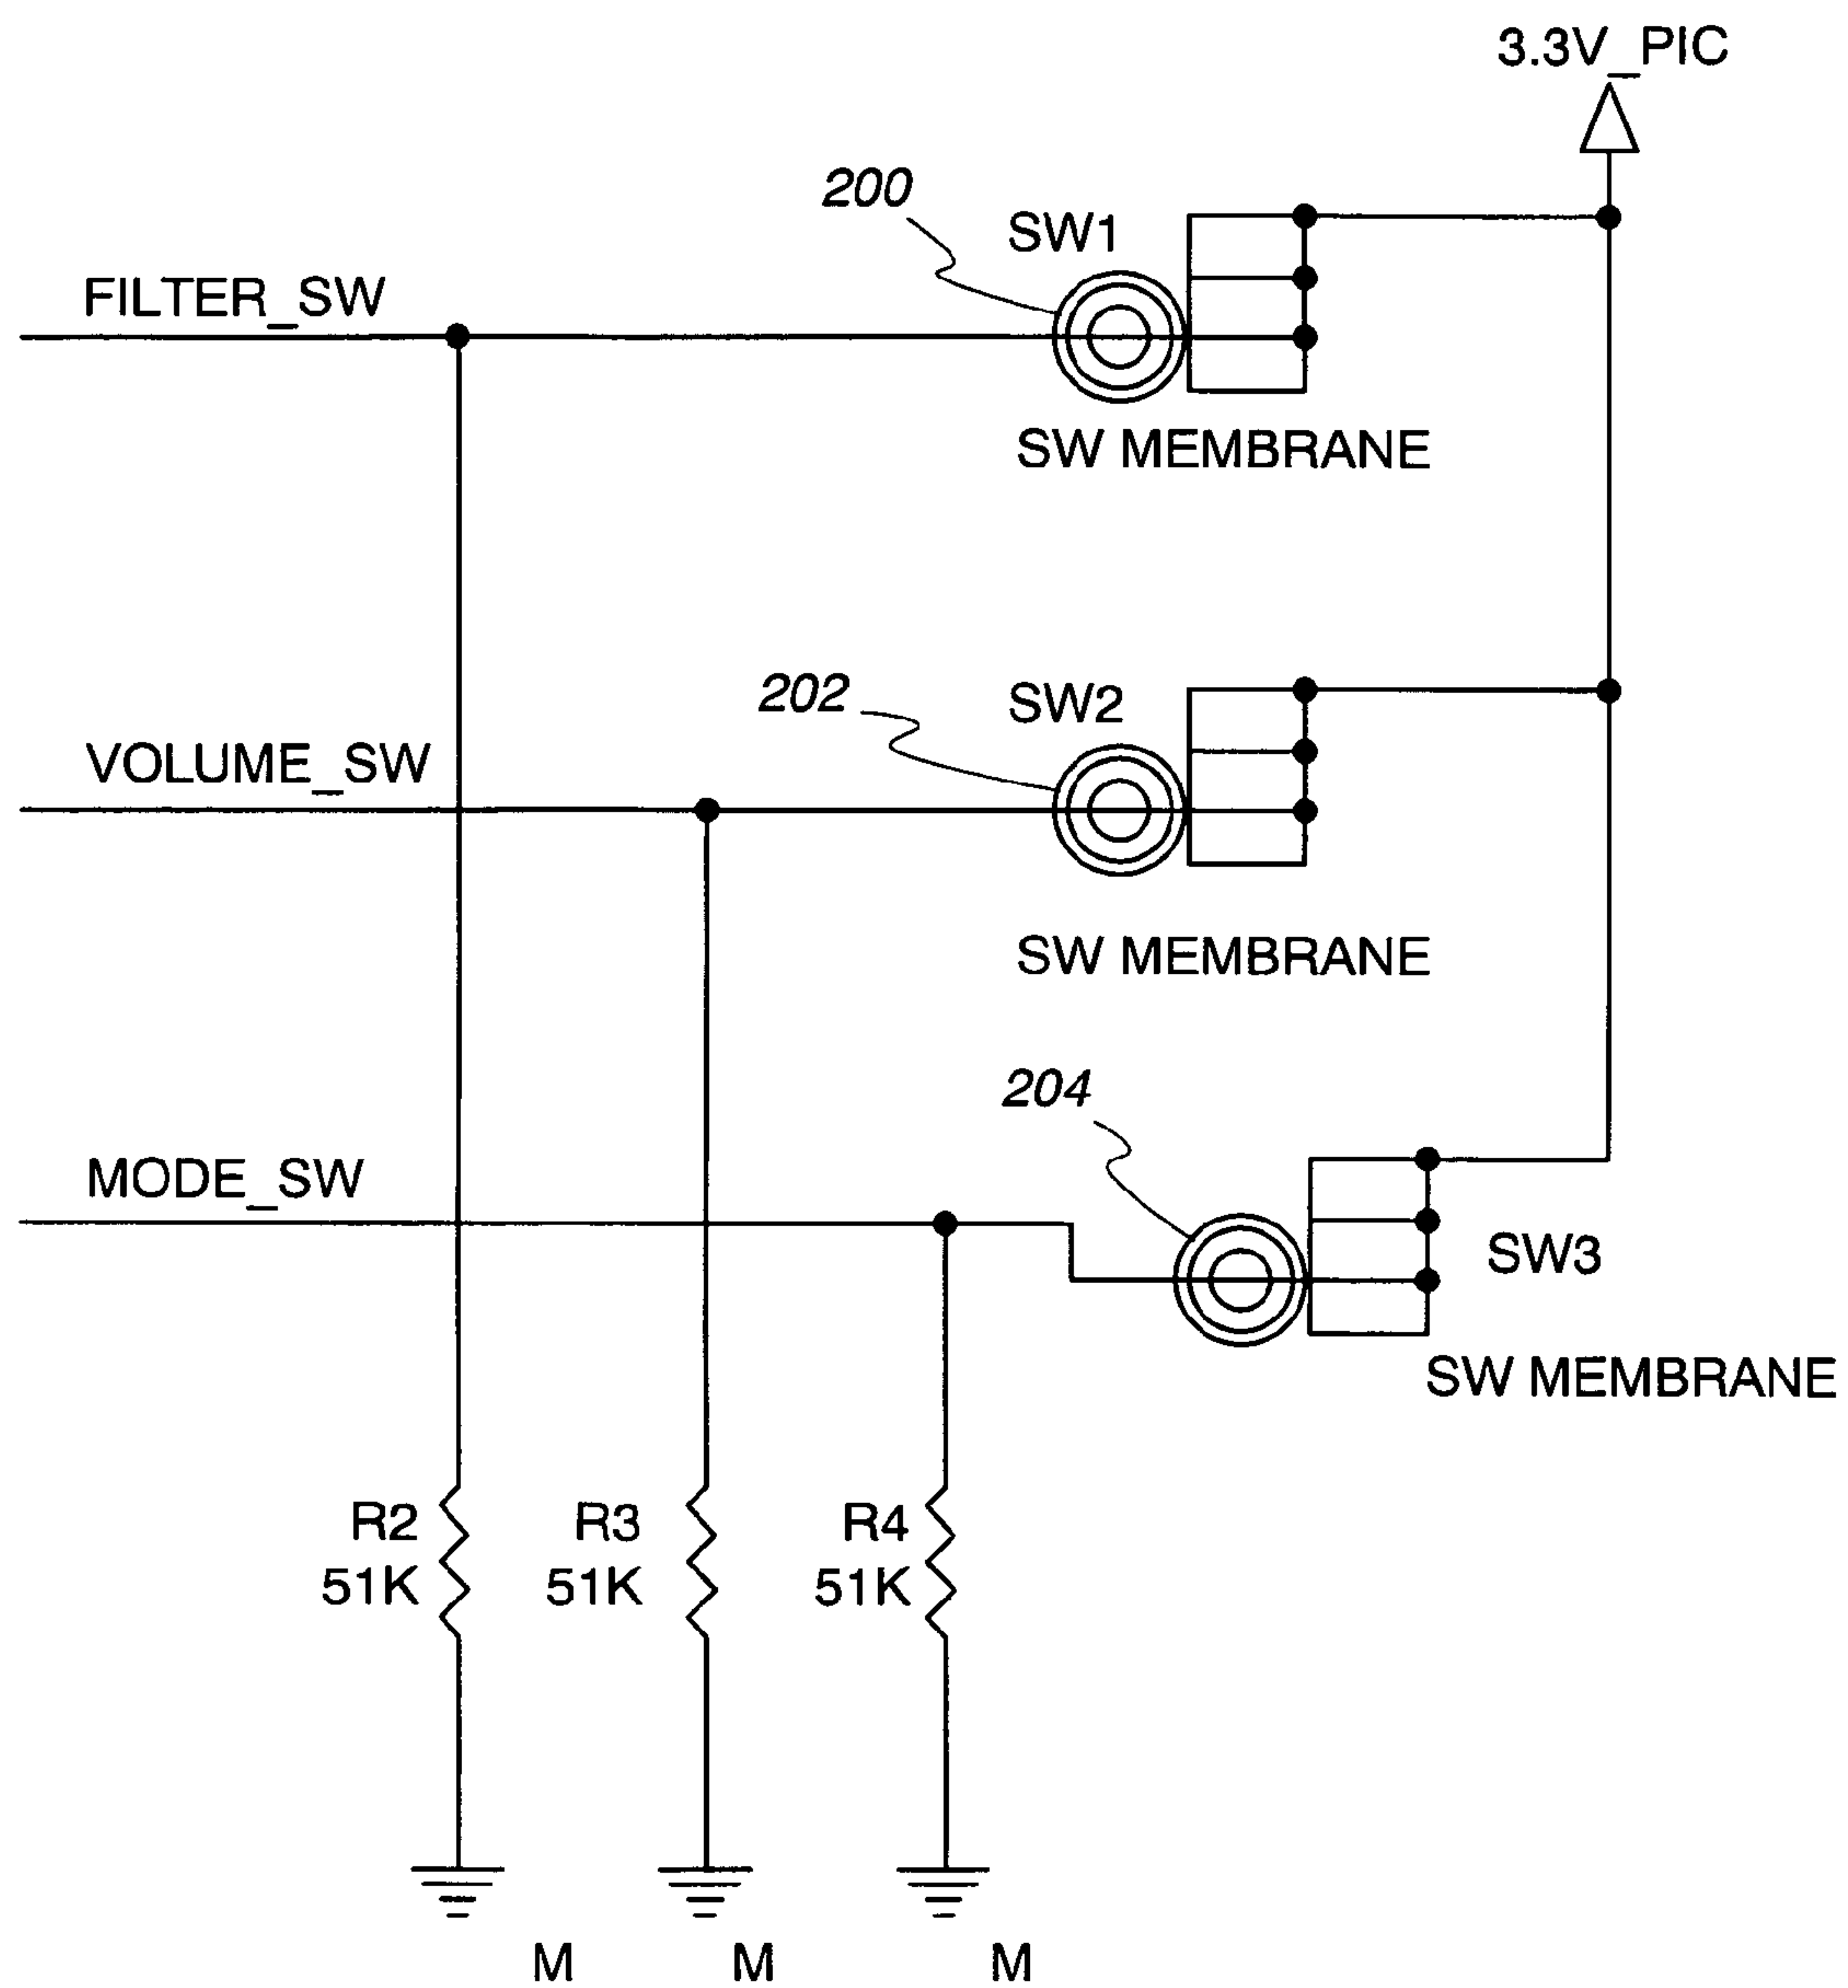 3.3V_PIC
200
SW1
FILTER_SW
SW MEMBRANE
202
SW2
VOLUME_SW
SW MEMBRANE
204
MODE_SW
SW3
SW MEMBRANE
R2
51K
R3
51K
R4
51K
M
M
M